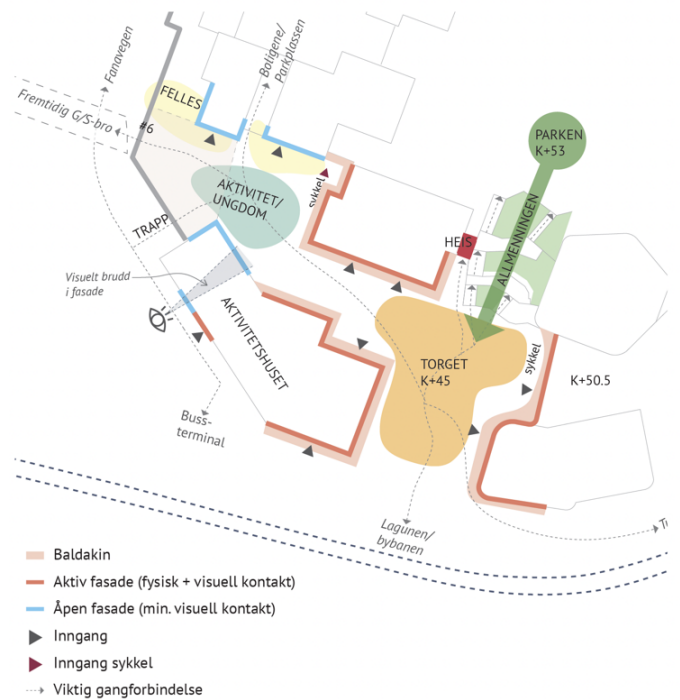 Fanavegen
Boligene/
Parkplassen
Fremtidig G/S-bro
#6
FELLES
PARKEN
K+53
AKTIVITET/
UNGDOM
sykkel
TRAPP
HEIS
ALLMENNINGEN
Visuelt brudd
i fasade
AKTIVITETSHUSET
TORGET
K+45
sykkel
K+50.5
Buss-
terminal
Lagunen/
bybanen
Baldakin
Aktiv fasade (fysisk + visuell kontakt)
Åpen fasade (min. visuell kontakt)
Inngang
Inngang sykkel
Viktig gangforbindelse